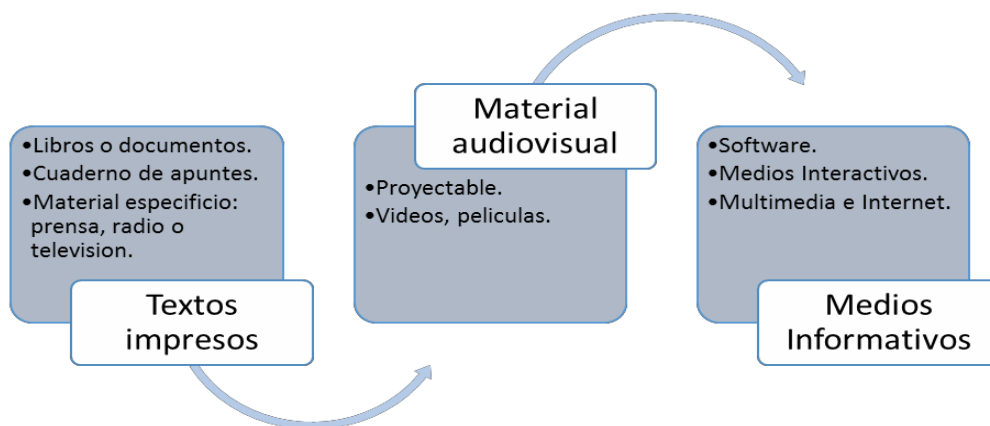 •Libros o documentos.
•Cuaderno de apuntes.
•Material especificio:
prensa, radio o
television.
Textos
impresos
Material
audiovisual
•Proyectable.
•Videos, peliculas.
•Software.
•Medios Interactivos.
•Multimedia e Internet.
Medios
Informativos